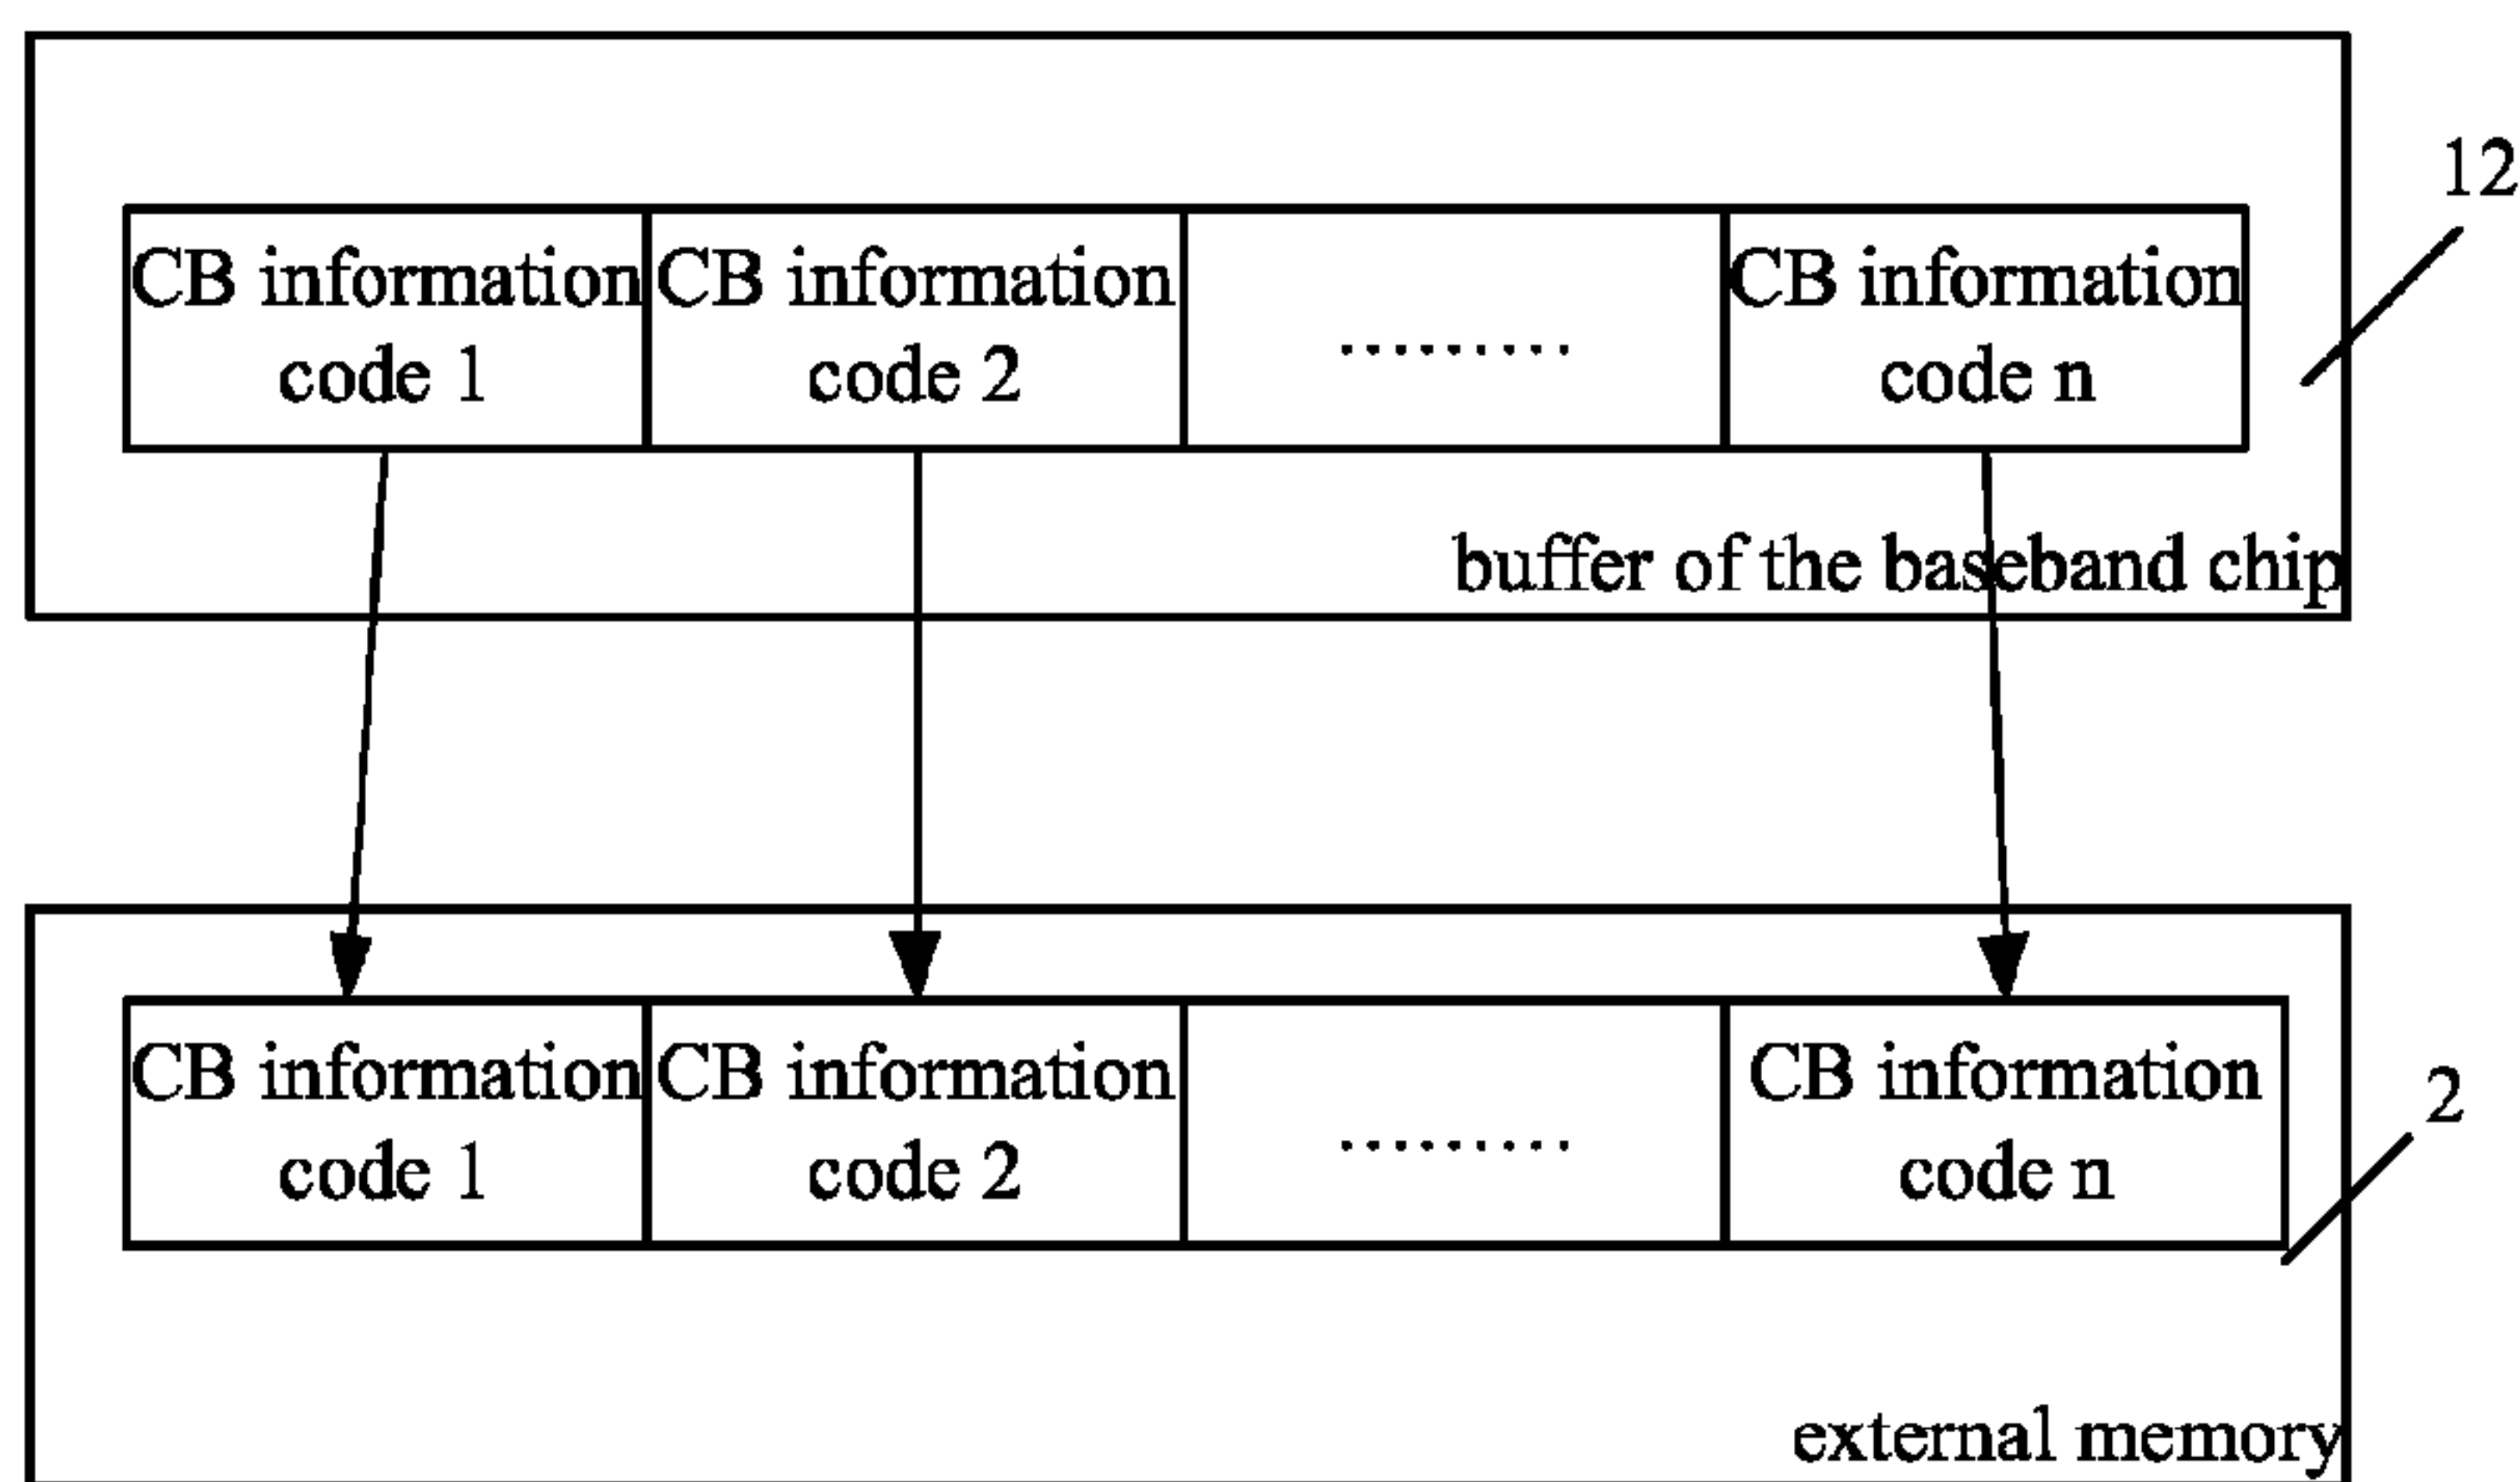 12
CB information
code 1
CB information
code 2
.........
CB information
code n
buffer of the baseband chip
CB information
code 1
CB information
code 2
.........
CB information
code n
2
external memory